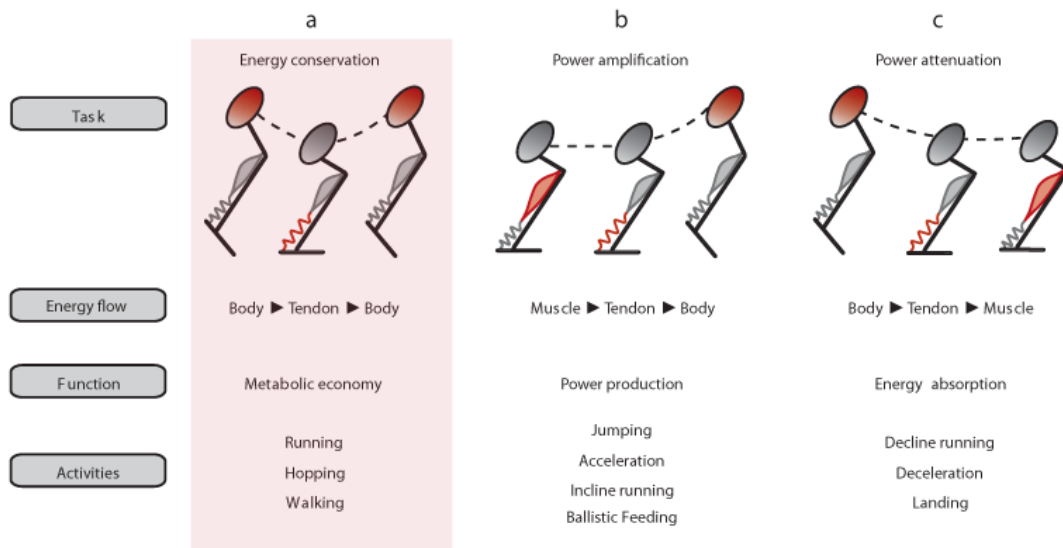 a b c
Energy conservation Power amplification Power attenuation
Task
Energy flow Body ► Tendon ► Body Muscle ► Tendon ► Body Body ► Tendon ► Muscle
Function Metabolic economy Power production Energy absorption
Jumping
Running Decline running
Acceleration
Activities Hopping Deceleration
Incline running
Walking Landing
Ballistic Feeding